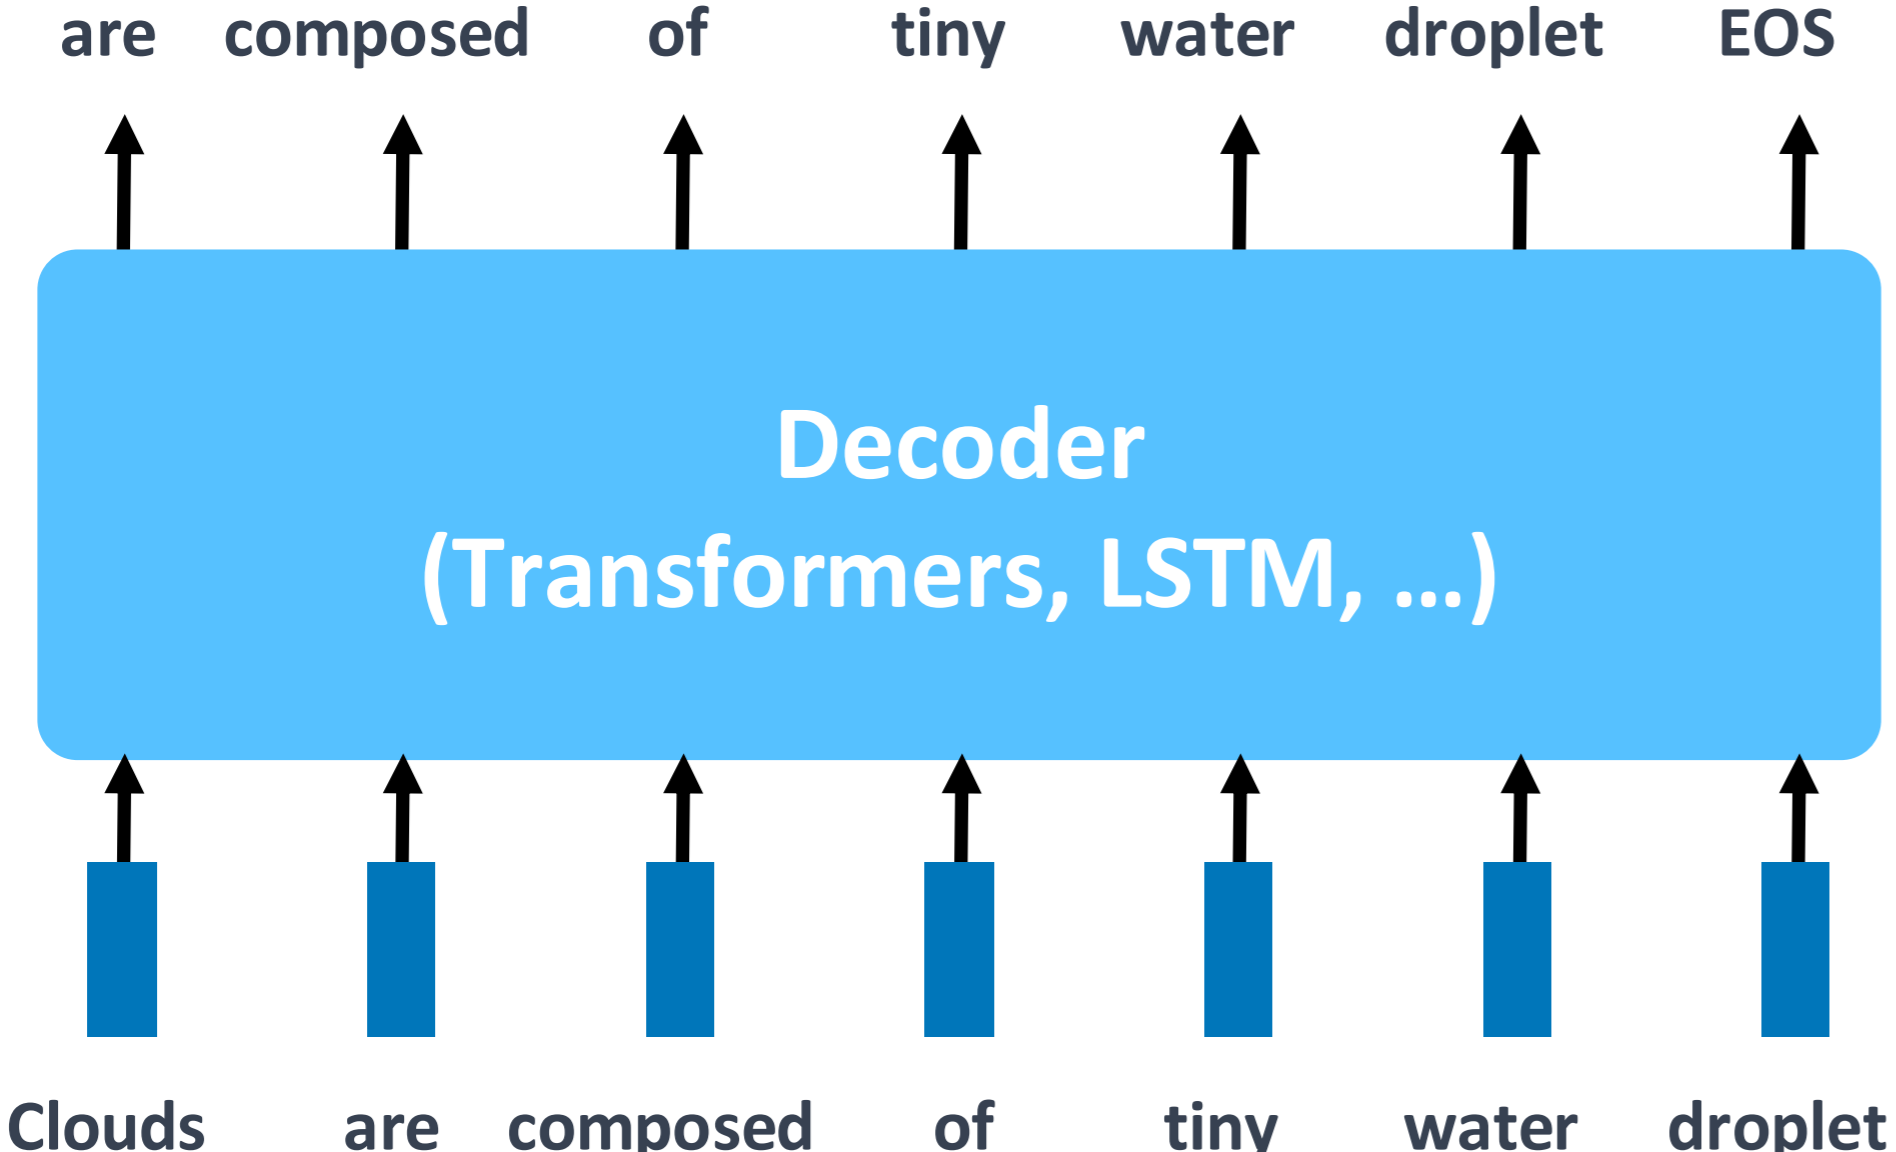 are composed of tiny water droplet EOS
Decoder
(Transformers, LSTM, ...)
Clouds are composed of tiny water droplet